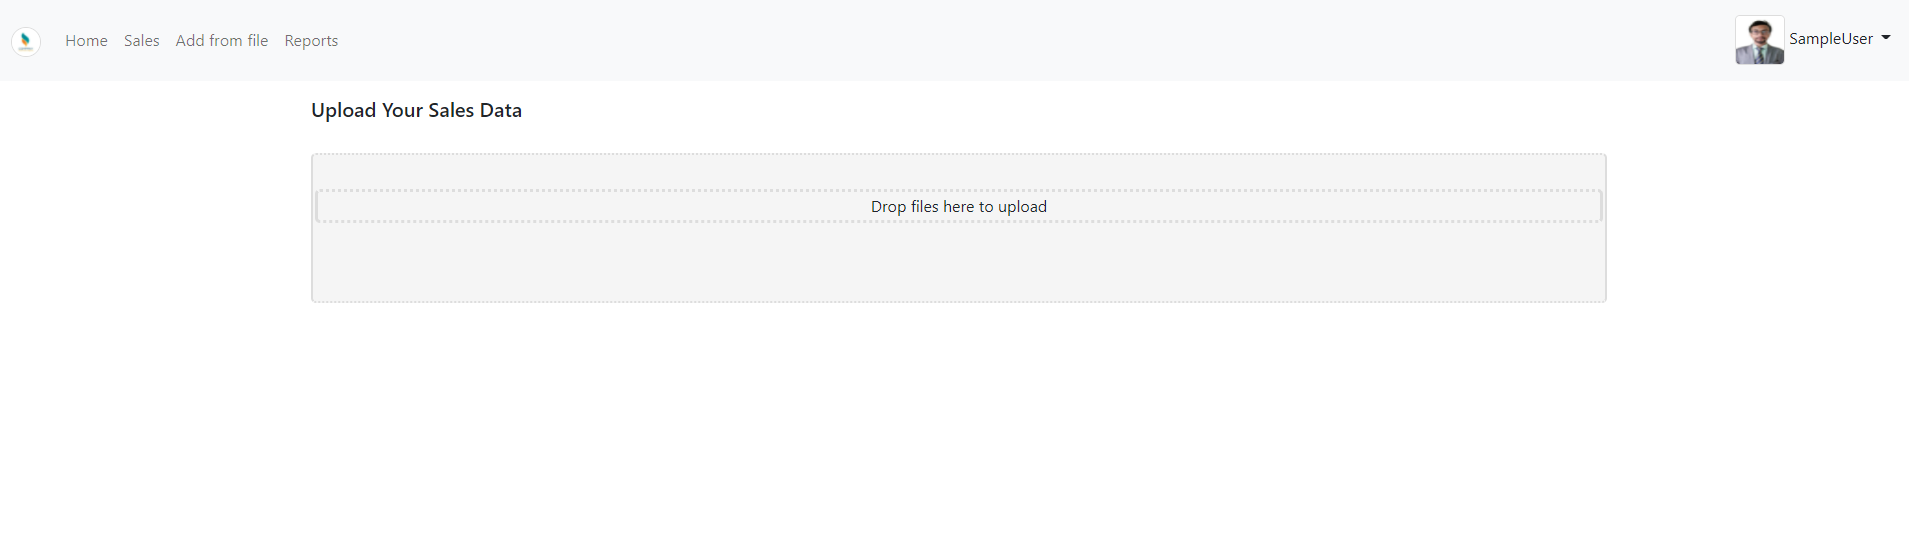 Home Sales Add from file Reports SampleUser
Upload Your Sales Data
Drop files here to upload